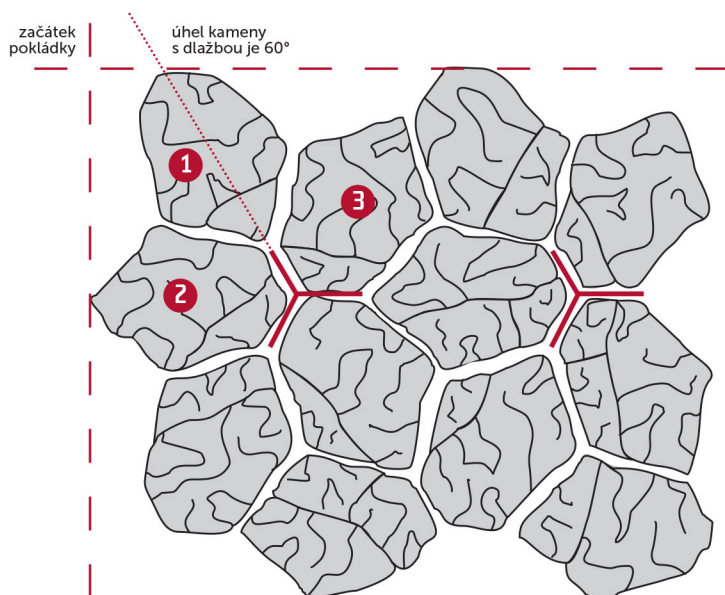 začátek
pokládky
úhel kameny
s dlažbou je 60°
1
3
2